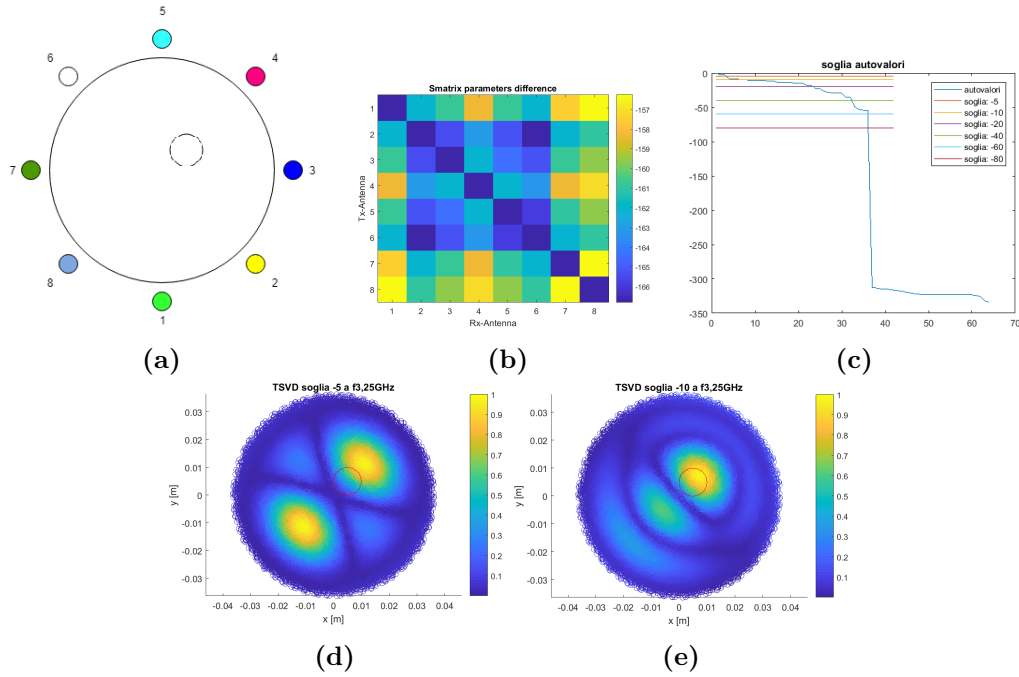 5
6
4
7
3
8
2
1
(a)
Smatrix parameters difference
Tx-Antenna
1
2
3
4
5
6
7
8
1 2 3 4 5 6 7 8
Rx-Antenna
-157
-158
-159
-160
-161
-162
-163
-164
-165
-166
(b)
soglia autovalori
0
-50
-100
-150
-200
-250
-300
-350
0 10 20 30 40 50 60 70
autovalori
soglia: -5
soglia: -10
soglia: -20
soglia: -40
soglia: -60
soglia: -80
(c)
TSVD soglia -5 a f3,25GHz
y [m]
0.03
0.02
0.01
0
-0.01
-0.02
-0.03
-0.04 -0.03 -0.02 -0.01 0 0.01 0.02 0.03 0.04
x [m]
1
0.9
0.8
0.7
0.6
0.5
0.4
0.3
0.2
0.1
(d)
TSVD soglia -10 a f3,25GHz
y [m]
0.03
0.02
0.01
0
-0.01
-0.02
-0.03
-0.04 -0.03 -0.02 -0.01 0 0.01 0.02 0.03 0.04
x [m]
1
0.9
0.8
0.7
0.6
0.5
0.4
0.3
0.2
0.1
(e)